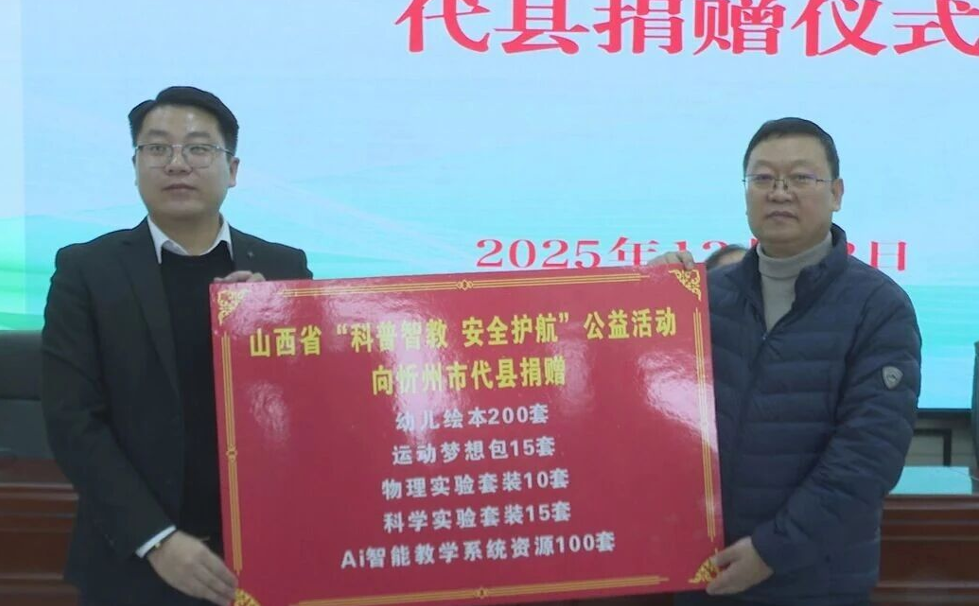 代县捐赠仪式
2025年12月
日
山西省“科普智教 安全护航”公益活动
向忻州市代县捐赠
幼儿绘本200套
运动梦想包15套
物理实验套装10套
科学实验套装15套
Ai智能教学系统资源100套